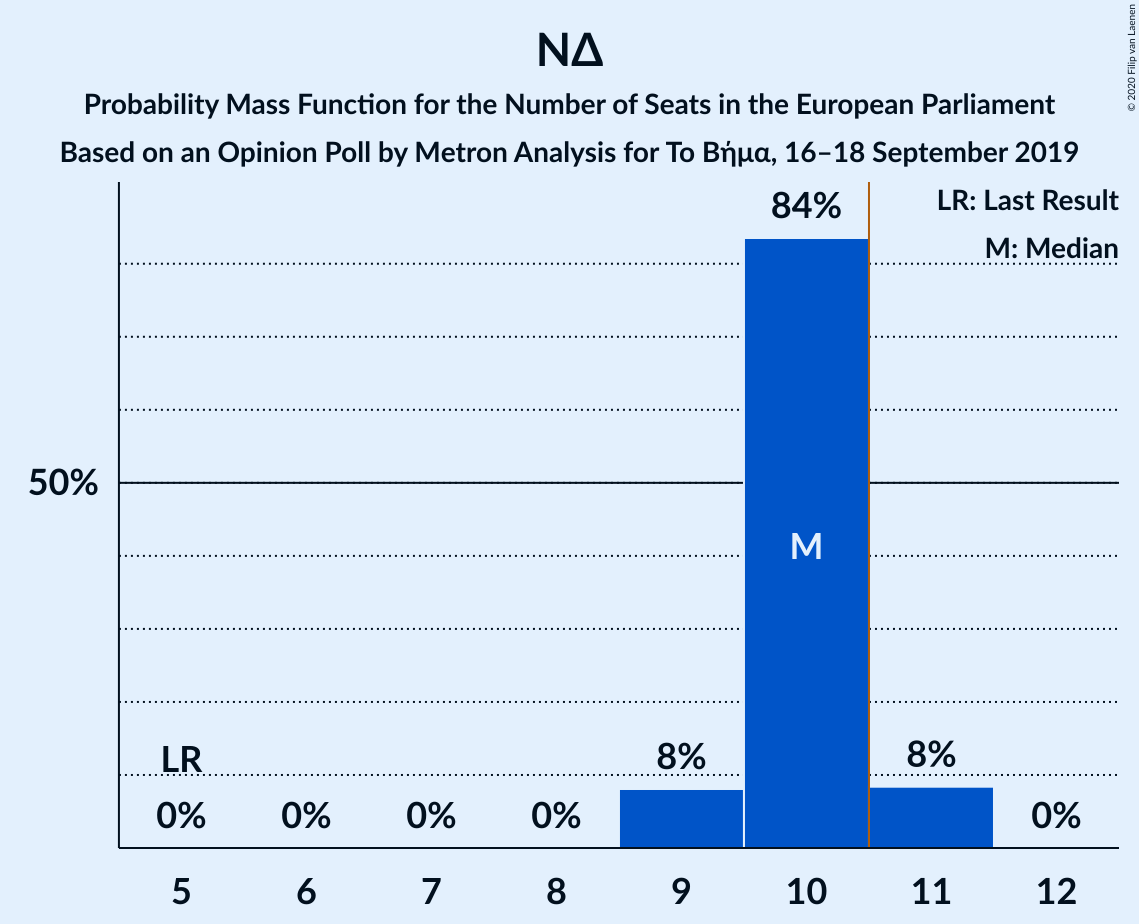 © 2020 Filip van Laenen
ΝΔ
Probability Mass Function for the Number of Seats in the European Parliament
Based on an Opinion Poll by Metron Analysis for Το Βήμα, 16–18 September 2019
LR: Last Result
M: Median
84%
50%
M
LR
8%
8%
0%
0%
0%
0%
0%
5
6
7
8
9
10
11
12